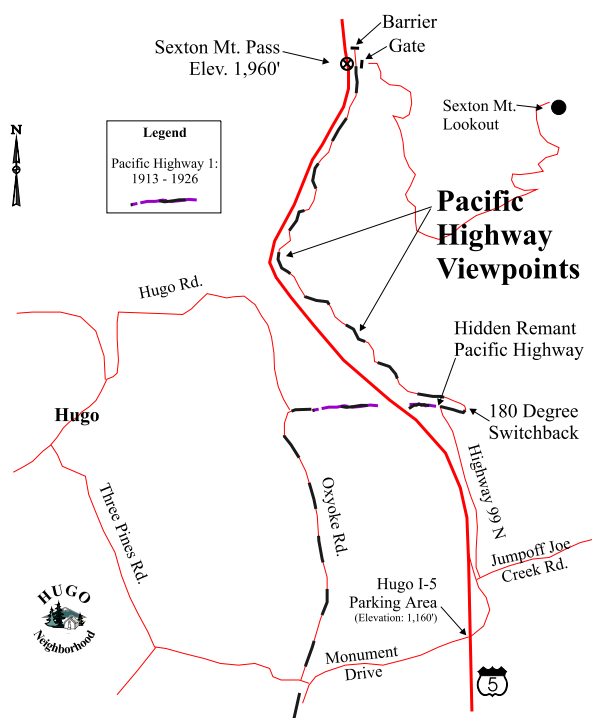 Barrier
Sexton Mt. Pass
Elev. 1,960'
Gate
Sexton Mt.
Lookout
N
Legend
Pacific Highway 1:
1913 - 1926
Pacific
Highway
Viewpoints
Hugo Rd.
Hidden Remant
Pacific Highway
Hugo
180 Degree
Switchback
Highway 99 N
Three Pines Rd.
Oxyoke Rd.
Jumpoff Joe
Creek Rd.
Hugo I-5
Parking Area
(Elevation: 1,160')
HUGO
Neighborhood
Monument
Drive
5